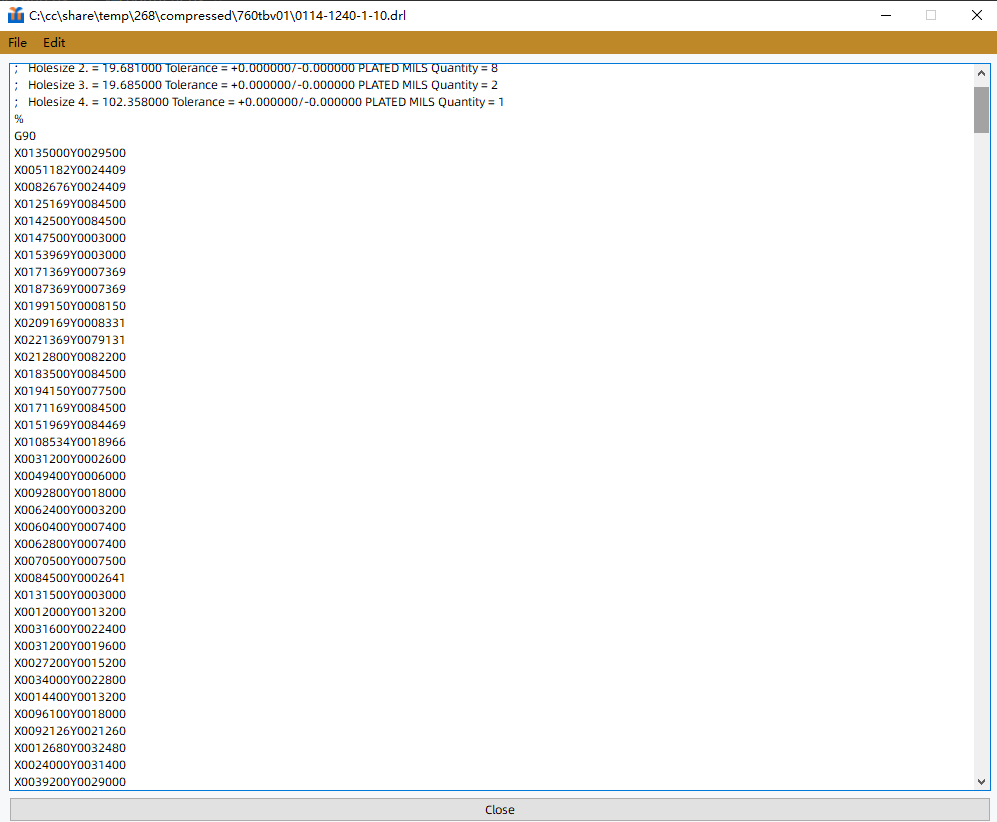 C:\cc\share\temp\268\compressed\760tbv01\0114-1240-1-10.drl
File Edit
; Holesize 2. = 19.681000 Tolerance = +0.000000/-0.000000 PLATED MILS Quantity = 8
; Holesize 3. = 19.685000 Tolerance = +0.000000/-0.000000 PLATED MILS Quantity = 2
; Holesize 4. = 102.358000 Tolerance = +0.000000/-0.000000 PLATED MILS Quantity = 1
%
G90
X0135000Y0029500
X0051182Y0024409
X0082676Y0024409
X0125169Y0084500
X0142500Y0084500
X0147500Y0003000
X0153969Y0003000
X0171369Y0007369
X0187369Y0007369
X0199150Y0008150
X0209169Y0008331
X0221369Y0079131
X0212800Y0082200
X0183500Y0084500
X0194150Y0077500
X0171169Y0084500
X0151969Y0084469
X0108534Y0018966
X0031200Y0002600
X0049400Y0006000
X0092800Y0018000
X0062400Y0003200
X0060400Y0007400
X0062800Y0007400
X0070500Y0007500
X0084500Y0002641
X0131500Y0003000
X0012000Y0013200
X0031600Y0022400
X0031200Y0019600
X0027200Y0015200
X0034000Y0022800
X0014400Y0013200
X0096100Y0018000
X0092126Y0021260
X0012680Y0032480
X0024000Y0031400
X0039200Y0029000
Close